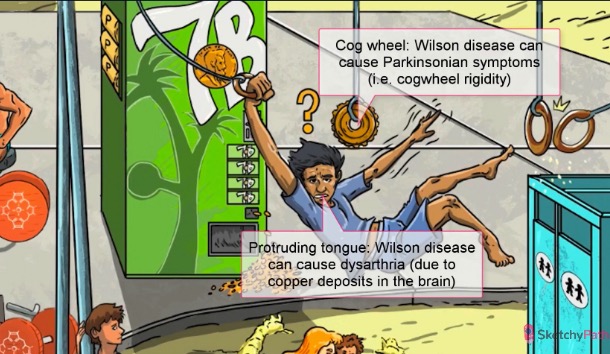 P
P
P
7B
?
Cog wheel: Wilson disease can
cause Parkinsonian symptoms
(i.e. cogwheel rigidity)
Protruding tongue: Wilson disease
can cause dysarthria (due to
copper deposits in the brain)
SketchyPath